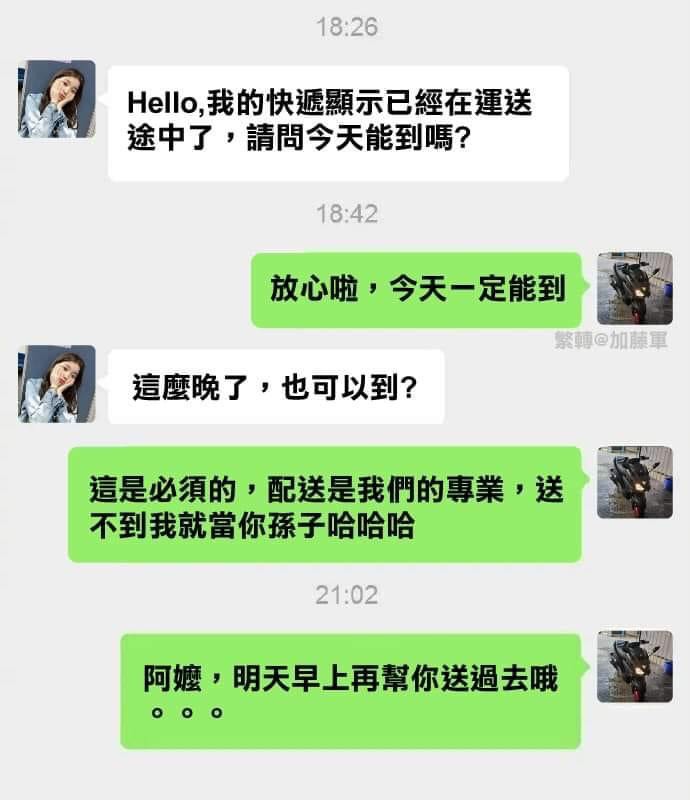 18:26
Hello,我的快遞顯示已經在運送
途中了，請問今天能到嗎?
18:42
放心啦，今天一定能到
繁轉@加藤軍
這麼晚了，也可以到?
這是必須的，配送是我們的專業，送
不到我就當你孫子哈哈哈
21:02
阿嬤，明天早上再幫你送過去哦
。。。